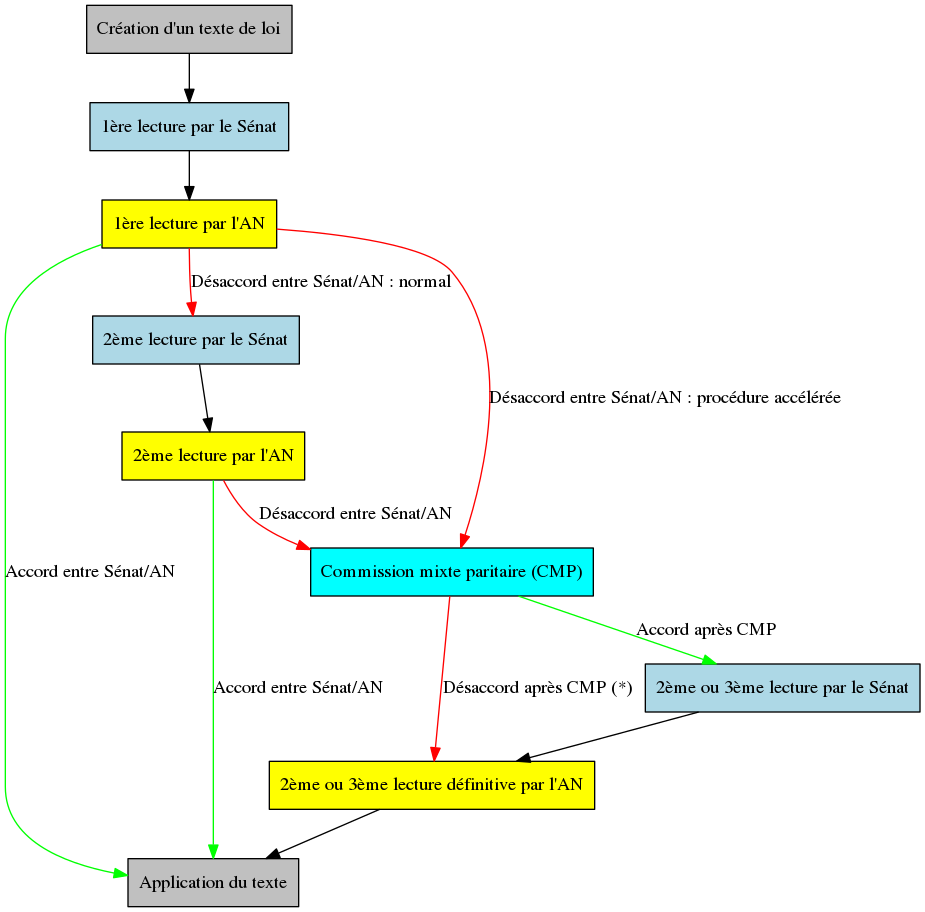 Création d'un texte de loi
1ère lecture par le Sénat
1ère lecture par l'AN
Désaccord entre Sénat/AN : normal
2ème lecture par le Sénat
Désaccord entre Sénat/AN : procédure accélérée
2ème lecture par l'AN
Désaccord entre Sénat/AN
Accord entre Sénat/AN
Commission mixte paritaire (CMP)
Accord après CMP
Accord entre Sénat/AN
Désaccord après CMP (*)
2ème ou 3ème lecture par le Sénat
2ème ou 3ème lecture définitive par l'AN
Application du texte